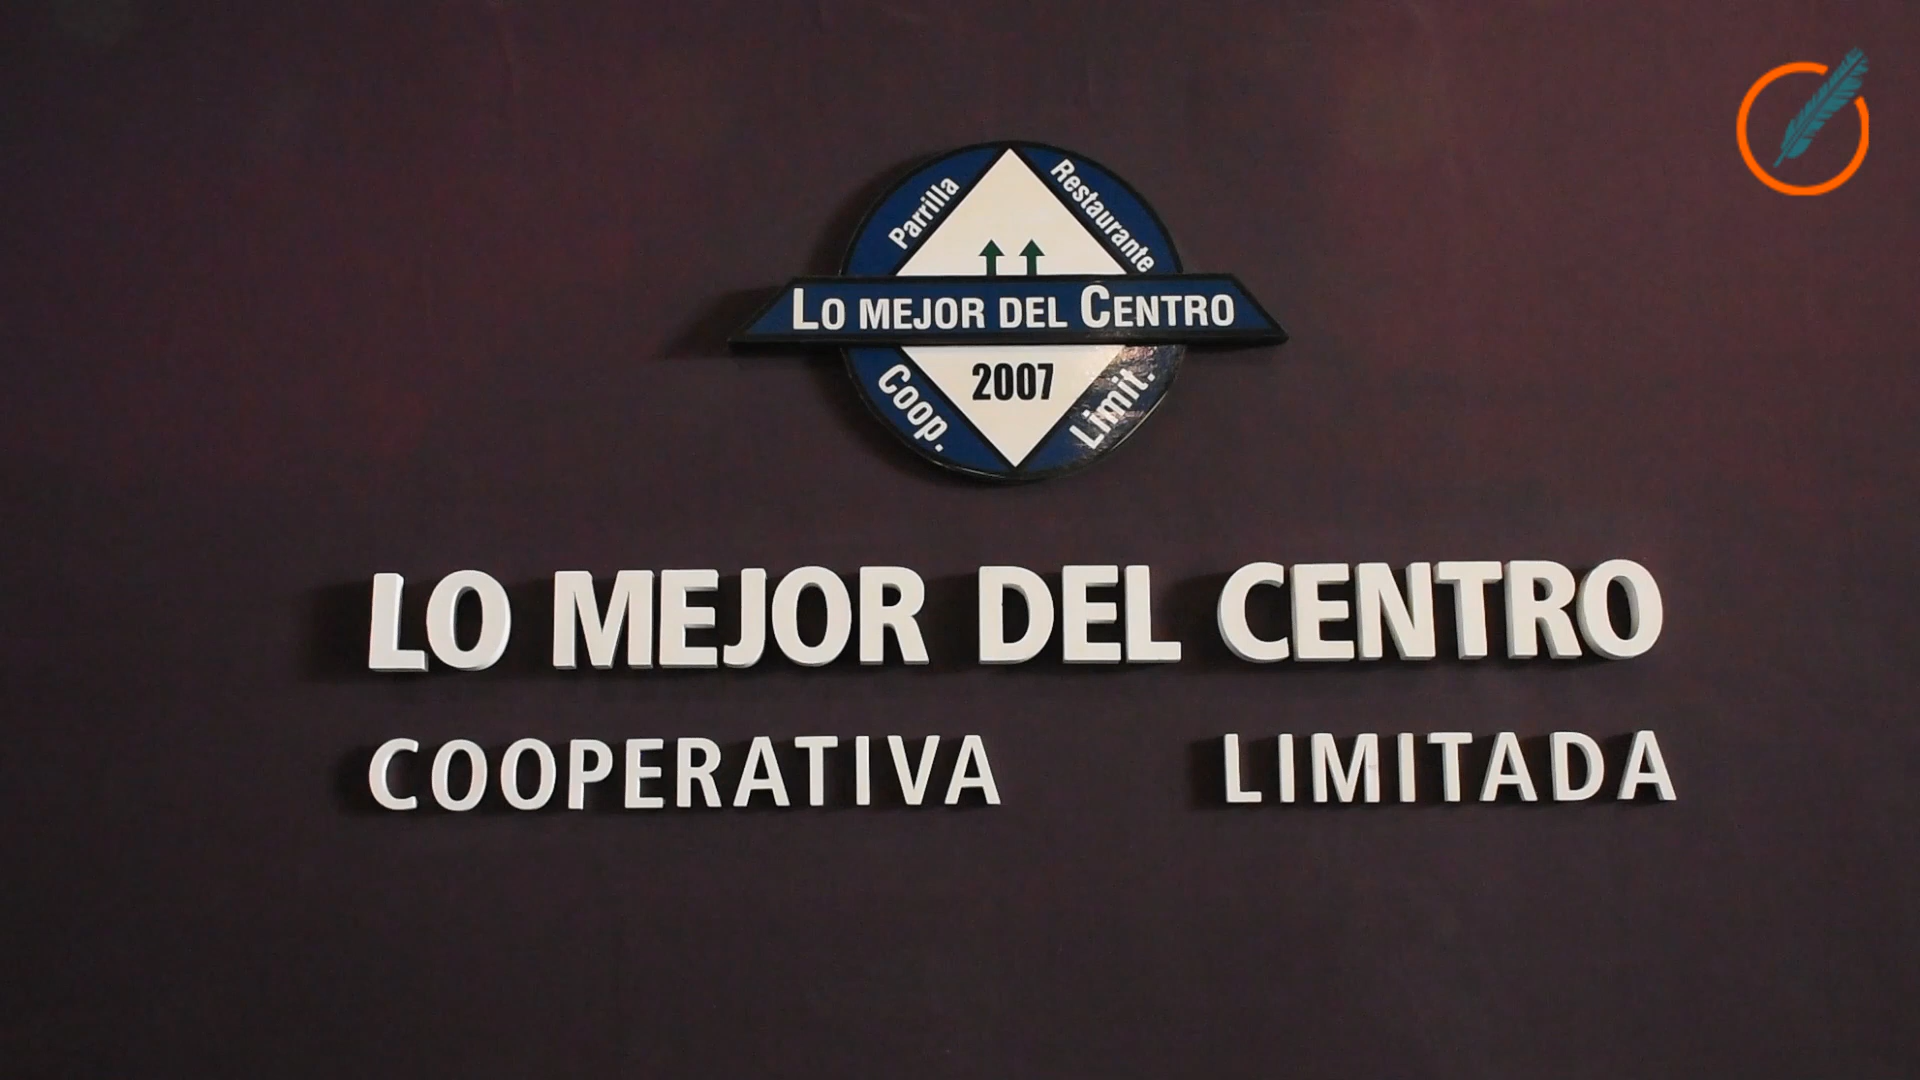 Parrilla
Restaurante
LO MEJOR DEL CENTRO
2007
Coop.
Limit.
LO MEJOR DEL CENTRO
COOPERATIVA LIMITADA